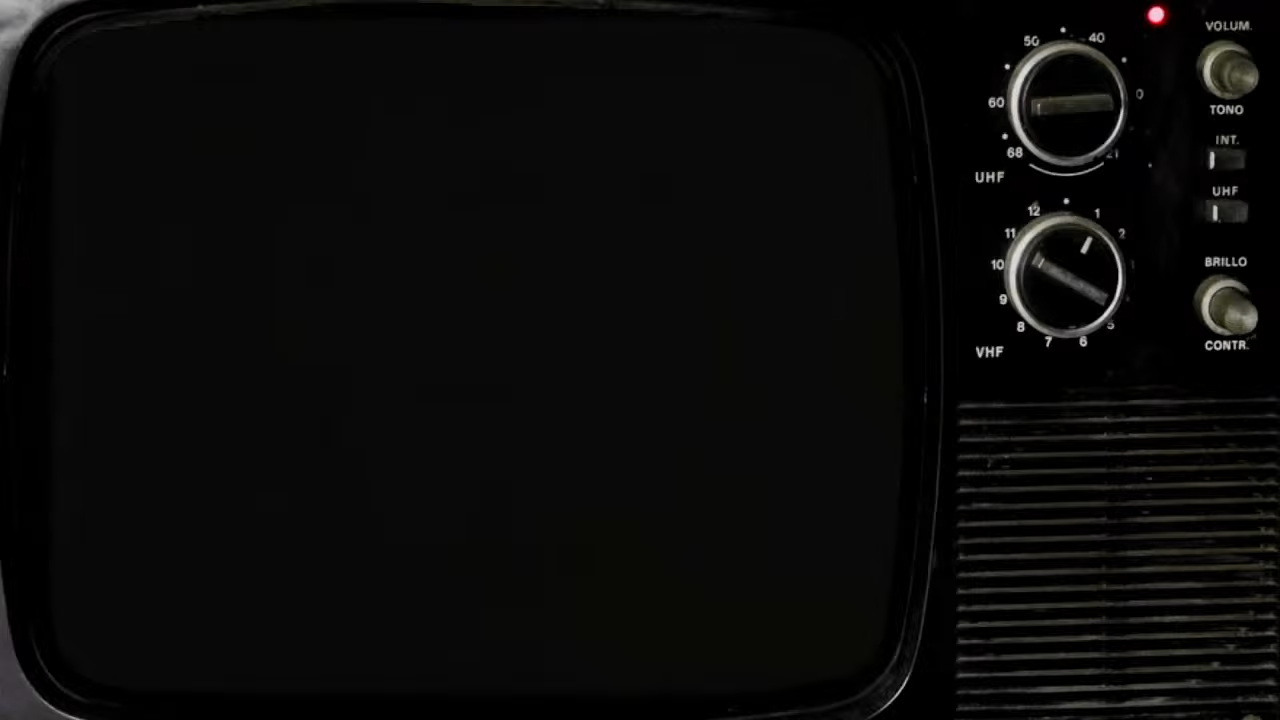 VOLUM.
50 40
60 0
TONO
68 21
INT.
UHF
UHF
12 1
11 2
10
BRILLO
9
8 5
7 6
CONTR.
VHF